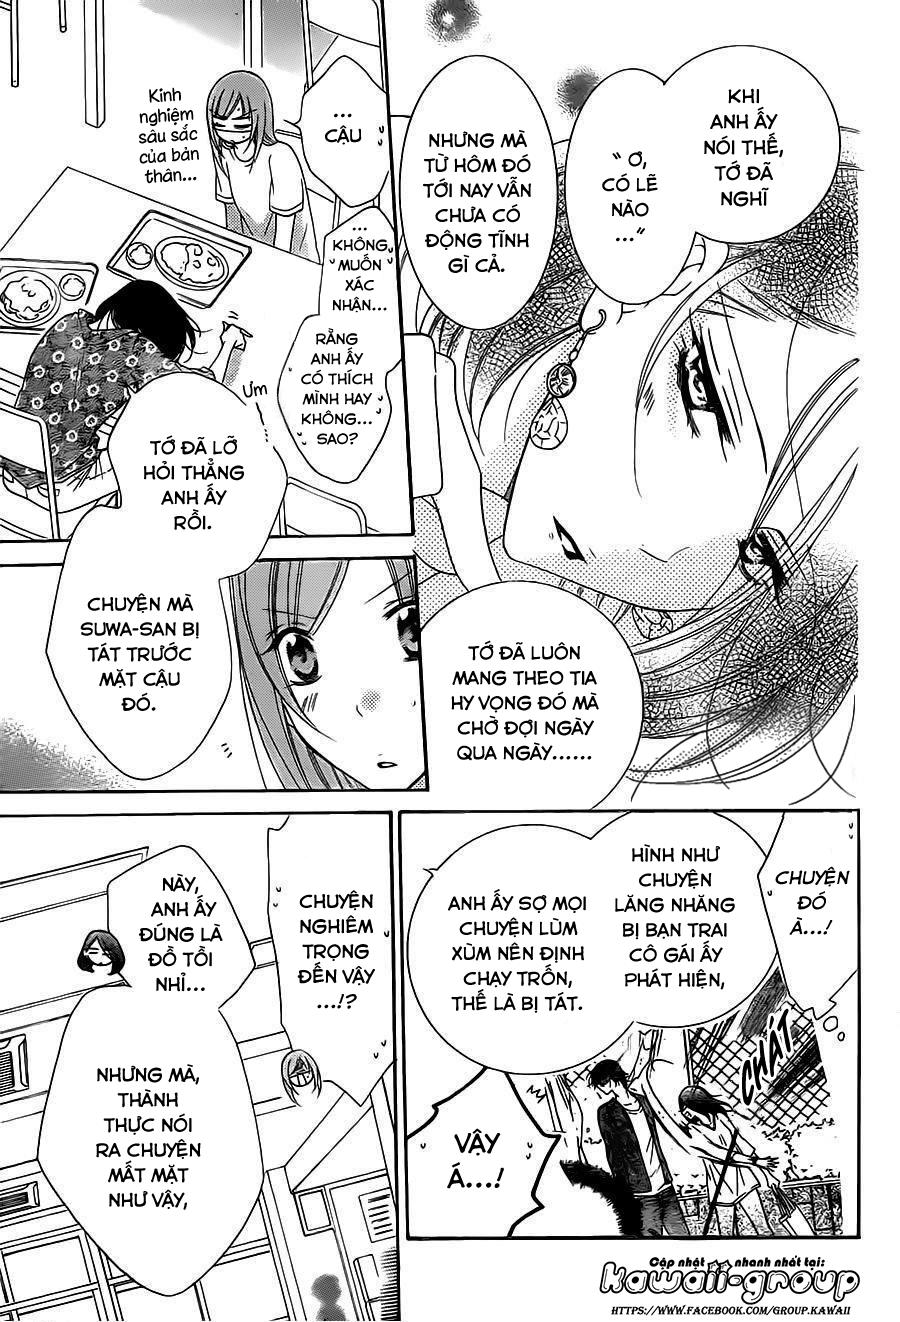 KHI
ANH ẤY
NÓI THẾ,
TỚ ĐÃ
NGHĨ
" Ơ,
CÓ LẼ
NÀO
..."
NHƯNG MÀ
TỪ HÔM ĐÓ
TỚI NAY VẪN
CHƯA CÓ
ĐỘNG TĨNH
GÌ CẢ.
TỚ ĐÃ LUÔN
MANG THEO TIA
HY VỌNG ĐÓ MÀ
CHỜ ĐỢI NGÀY
QUA NGÀY......
...
CẬU
...
KHÔNG
MUỐN
XÁC
NHẬN...
RẰNG
ANH ẤY
CÓ THÍCH
MÌNH HAY
KHÔNG...
SAO?
Kinh
nghiệm
sâu sắc
của bản
thân...
Ưm
TỚ ĐÃ LỠ
HỎI THẲNG
ANH ẤY
RỒI.
CHUYỆN MÀ
SUWA-SAN BỊ
TÁT TRƯỚC
MẶT CẬU
ĐÓ.
CHUYỆN
ĐÓ
À...!
HÌNH NHƯ
CHUYỆN
LĂNG NHĂNG
BỊ BẠN TRAI
CÔ GÁI ẤY
PHÁT HIỆN,
ANH ẤY SỢ MỌI
CHUYỆN LÙM
XÙM NÊN ĐỊNH
CHẠY TRỐN,
THẾ LÀ BỊ TÁT.
CHÁT
VẬY
Á...!
CHUYỆN
NGHIÊM
TRỌNG
ĐẾN VẬY
...!?
NÀY,
ANH ẤY
ĐÚNG LÀ
ĐỒ TỒI
NHỈ...
NHƯNG MÀ,
THÀNH
THỰC NÓI
RA CHUYỆN
MẤT MẶT
NHƯ VẬY,
Cập nhật nhanh nhất tại:
kawaii-group
HTTPS://WWW.FACEBOOK.COM/GROUP.KAWAII